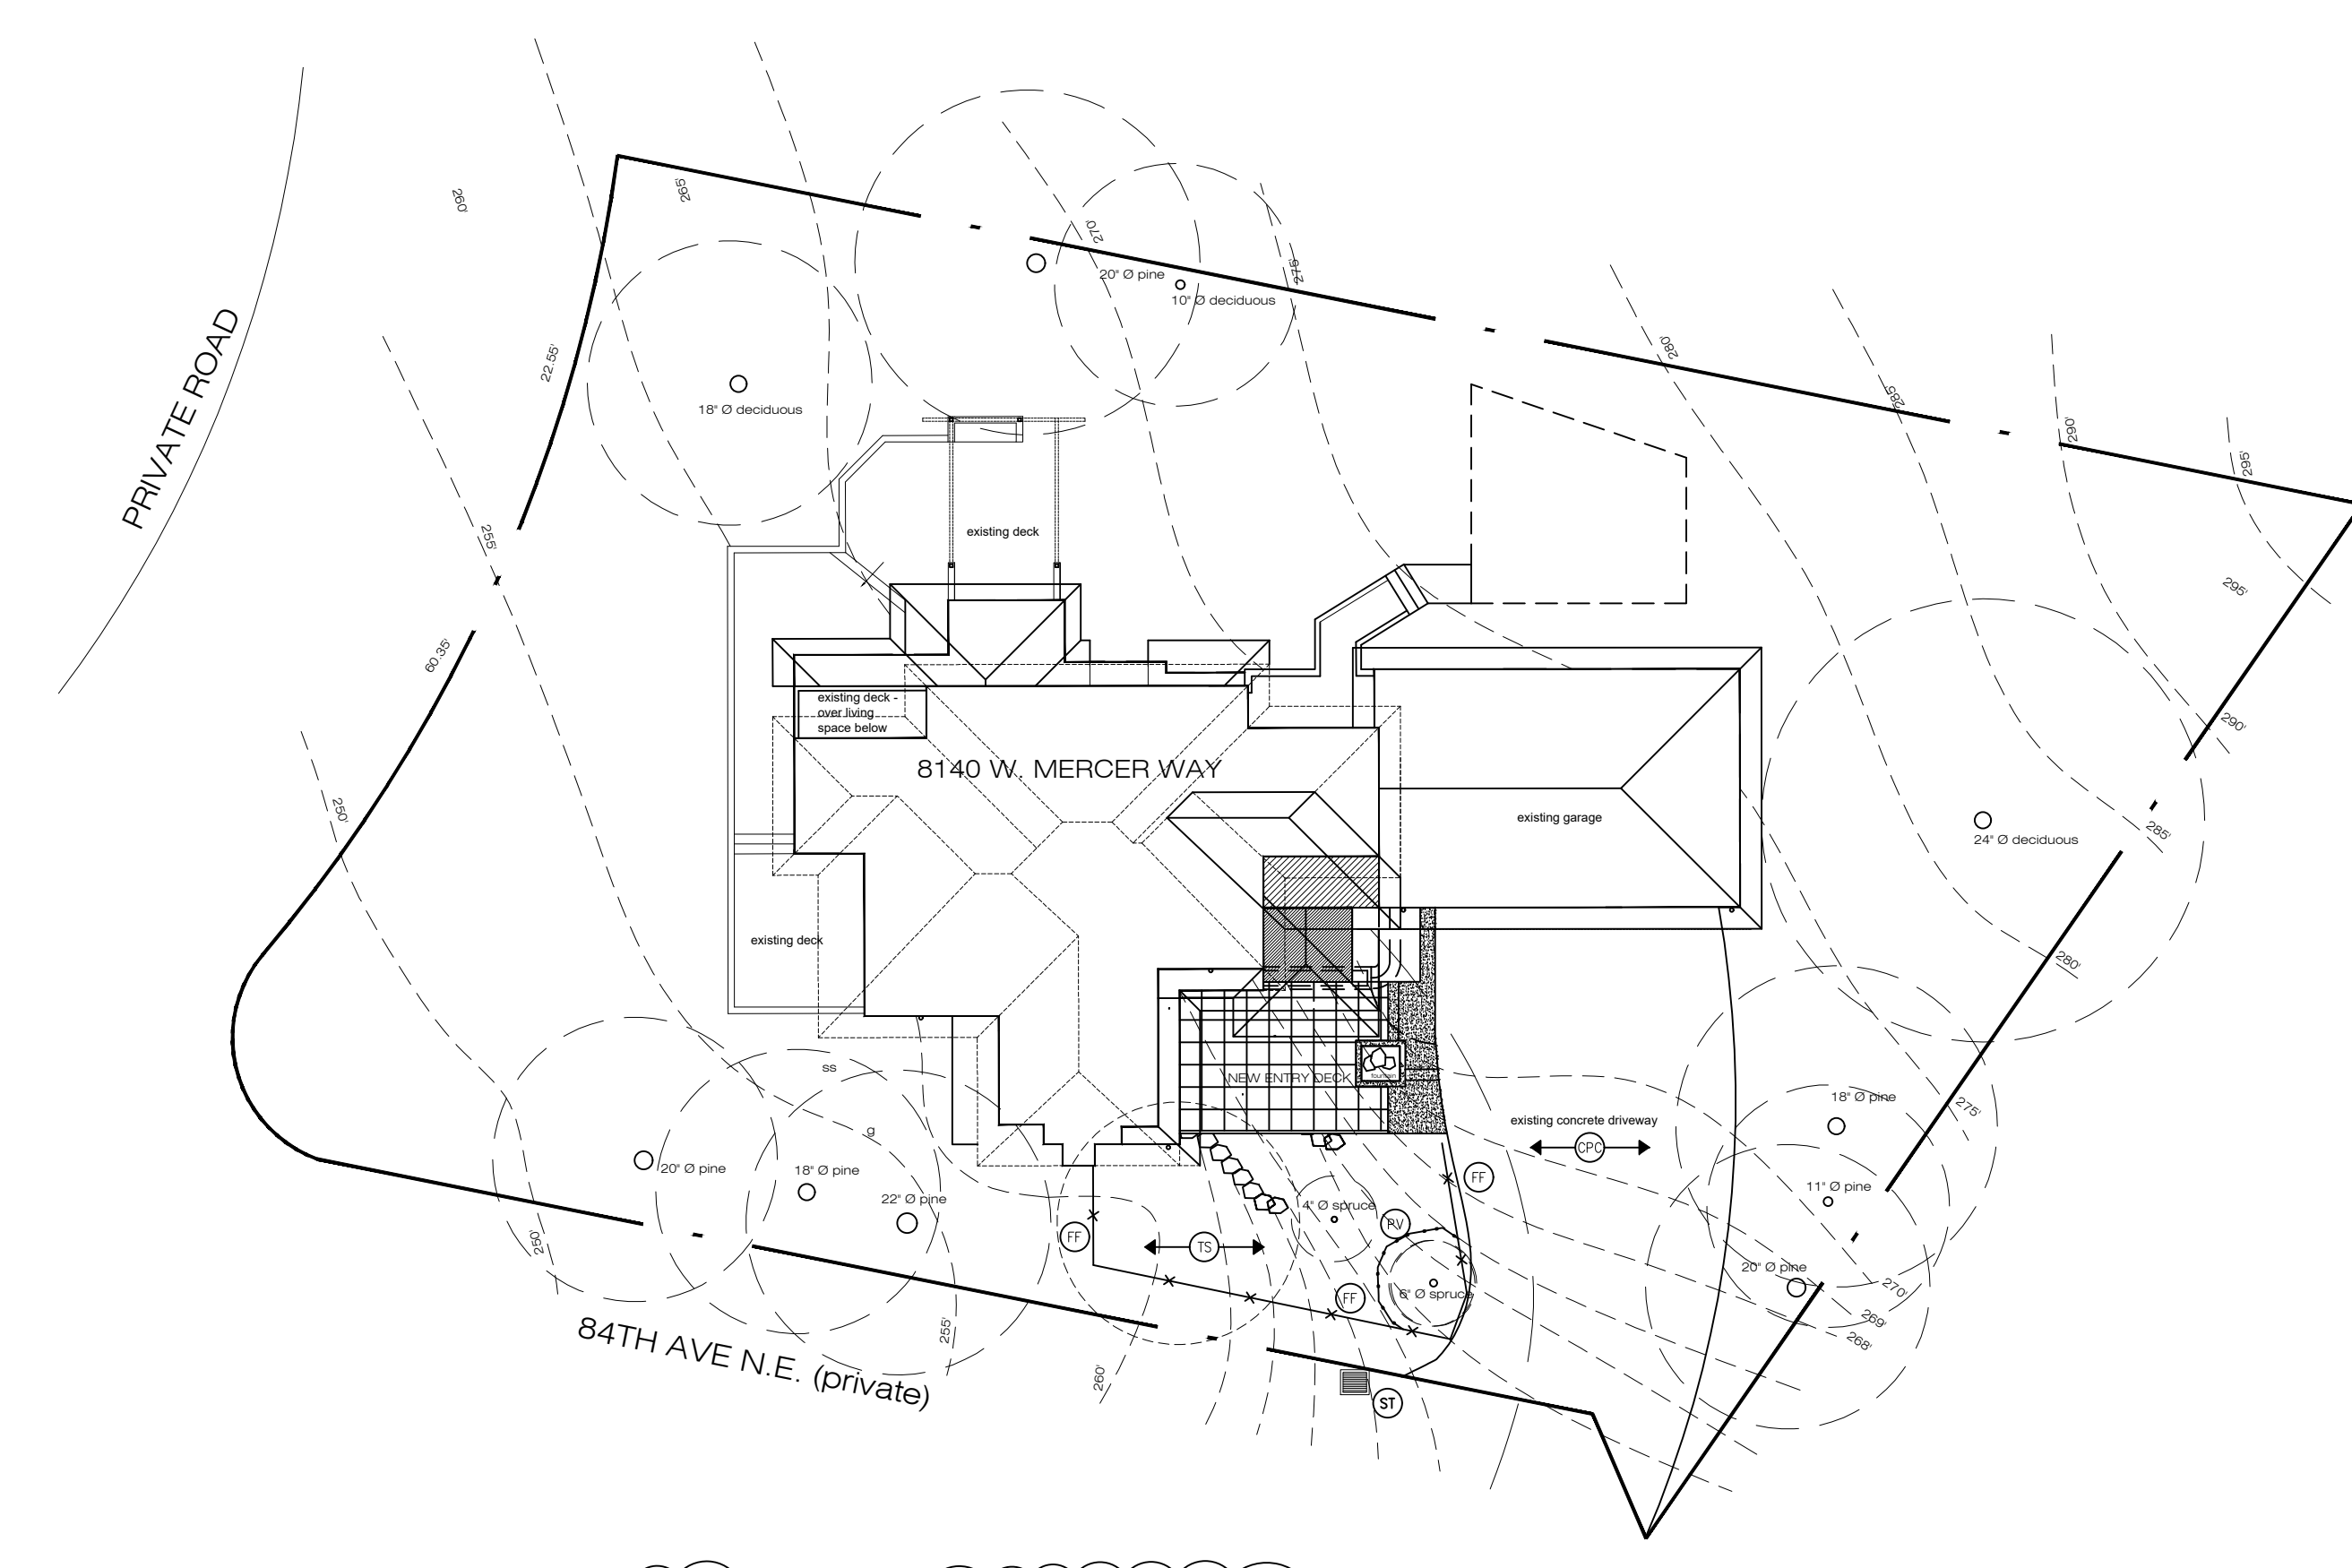 290'
265'
270'
20" Ø pine
275'
10" Ø deciduous
PRIVATE ROAD
22.55'
280'
285'
18" Ø deciduous
290'
295'
255'
existing deck
295'
60.35'
existing deck -
over living
space below
290'
8140 W. MERCER WAY
250'
existing garage
285'
24" Ø deciduous
existing deck
280'
ss
NEW ENTRY DECK
fountain
18" Ø pine
275'
g
existing concrete driveway
CPC
20" Ø pine
18" Ø pine
FF
11" Ø pine
22" Ø pine
4" Ø spruce
PV
250'
FF
TS
20" Ø pine
6" Ø spruce
FF
270'
269'
268'
255'
84TH AVE N.E. (private)
260'
ST